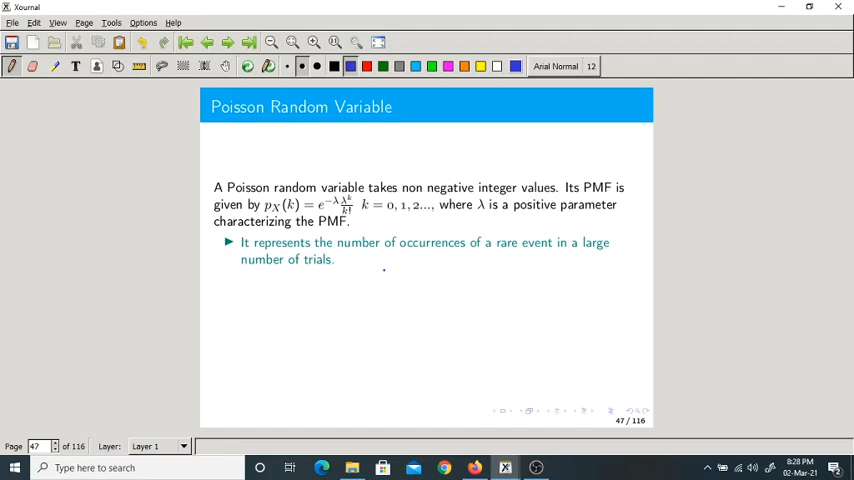 Xournal
File Edit View Page Tools Options Help
Arial Normal 12
Poisson Random Variable
A Poisson random variable takes non negative integer values. Its PMF is
given by p_X(k) = e^{-λ} λ^k/k! k = 0, 1, 2..., where λ is a positive parameter
characterizing the PMF.
▶ It represents the number of occurrences of a rare event in a large
number of trials.
47 / 116
Page 47 of 116 Layer: Layer 1
Type here to search
8:28 PM
02-Mar-21
2